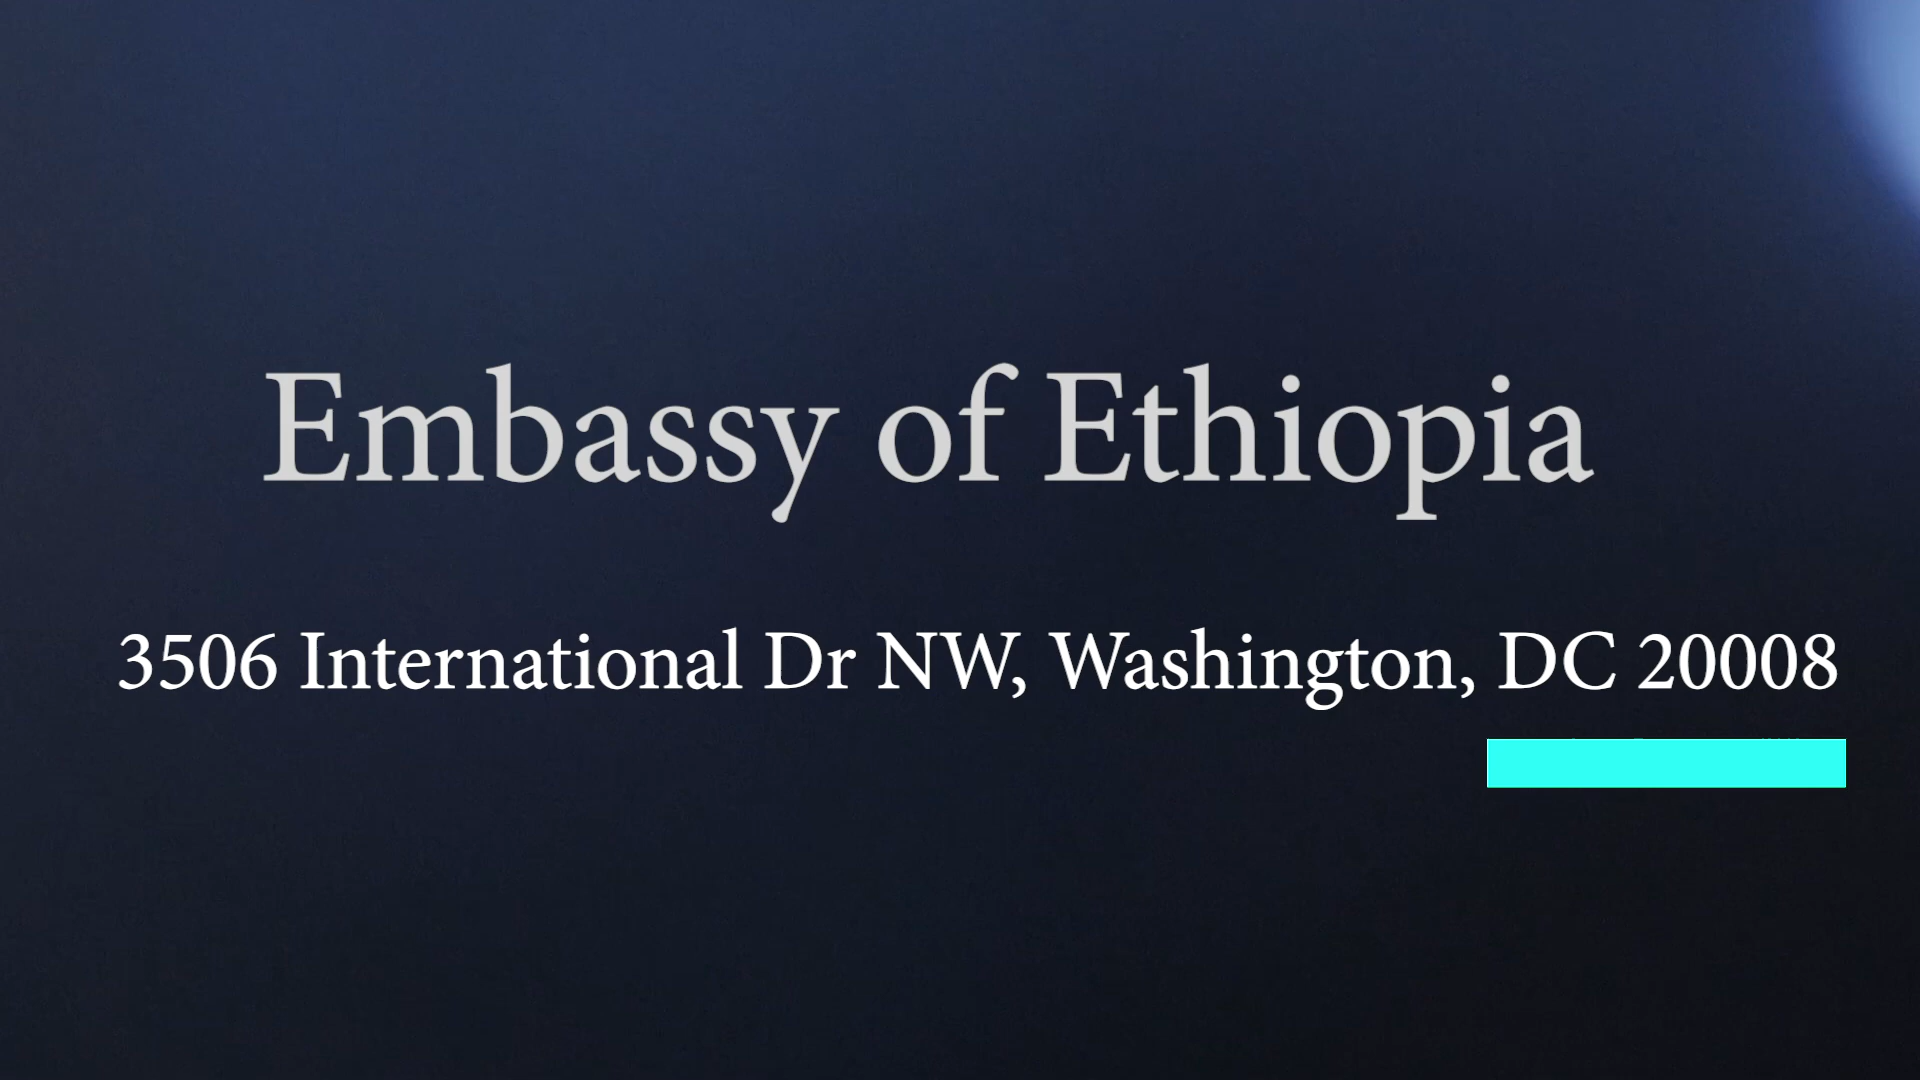 Embassy of Ethiopia
3506 International Dr NW, Washington, DC 20008